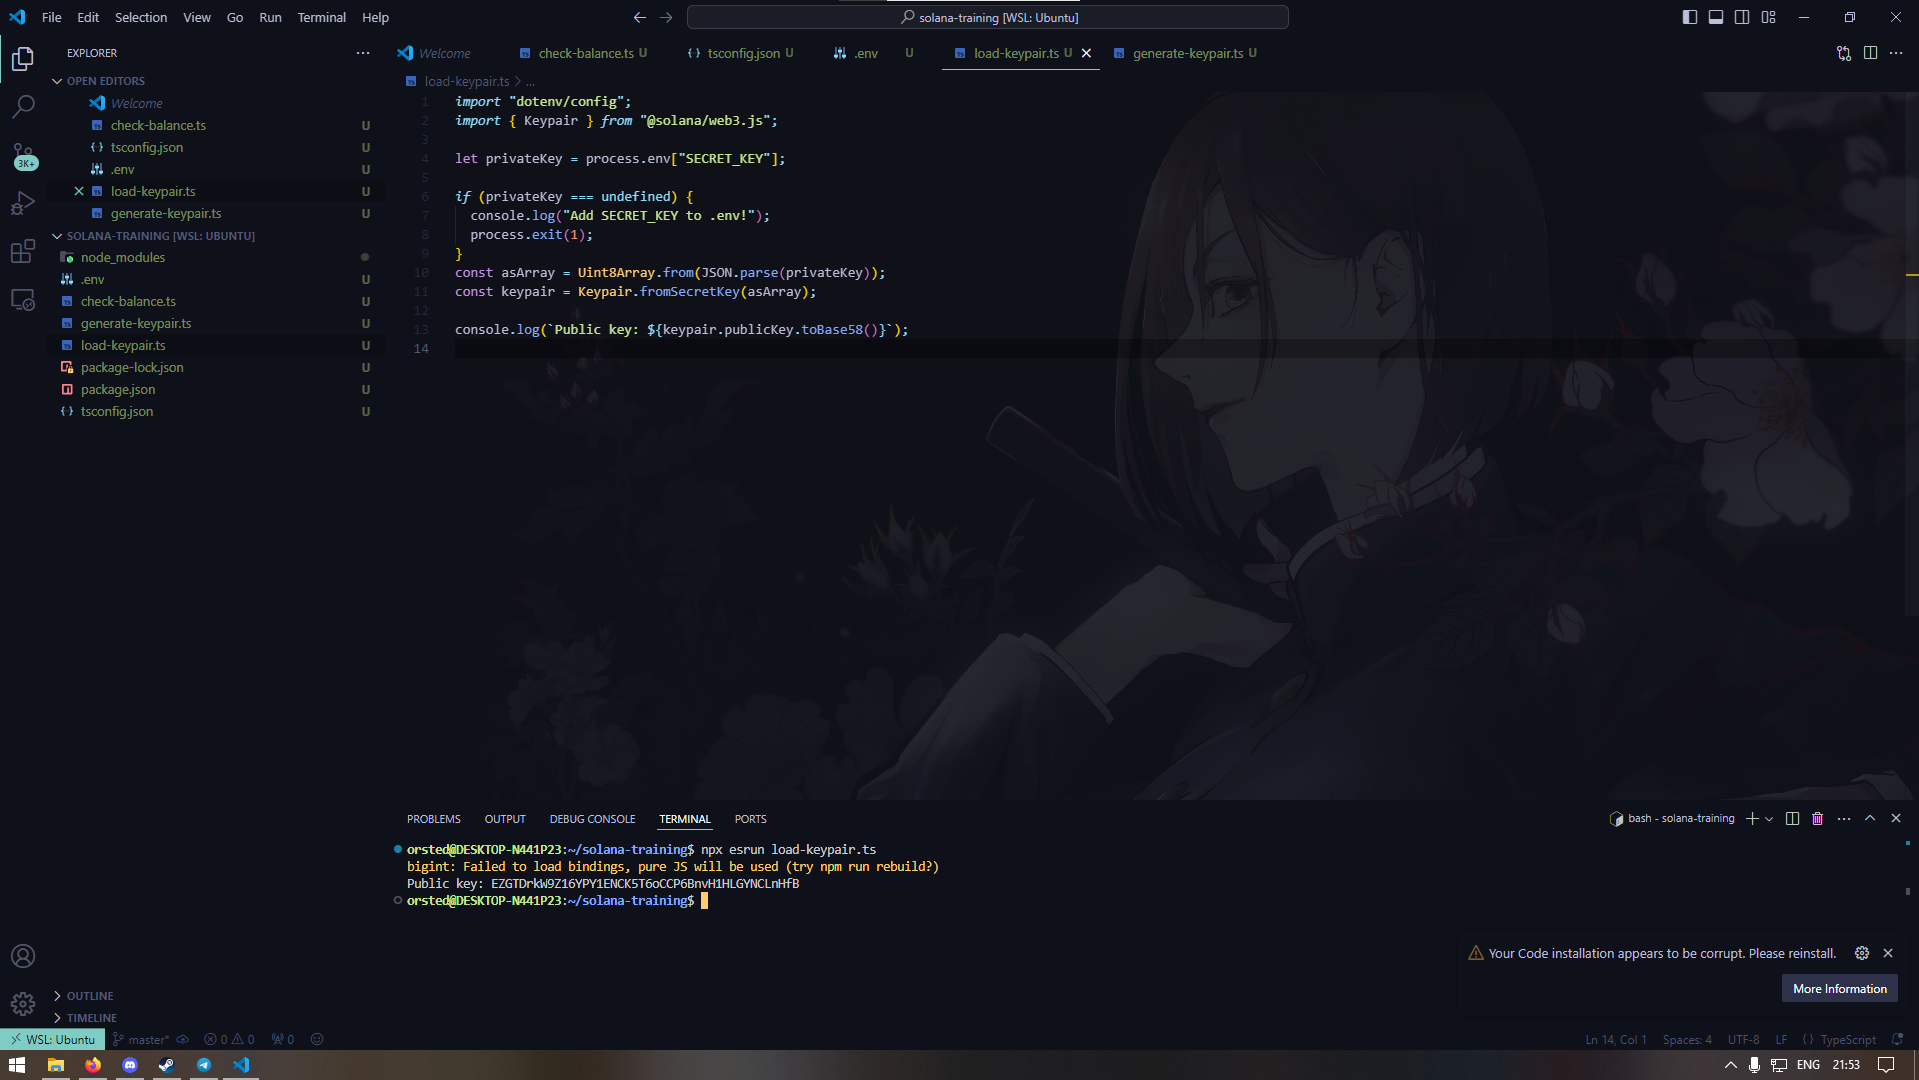 File Edit Selection View Go Run Terminal Help
solana-training [WSL: Ubuntu]
EXPLORER
OPEN EDITORS
Welcome
check-balance.ts U
tsconfig.json U
.env U
load-keypair.ts U
generate-keypair.ts U
SOLANA-TRAINING [WSL: UBUNTU]
node_modules
.env U
check-balance.ts U
generate-keypair.ts U
load-keypair.ts U
package-lock.json U
package.json U
tsconfig.json U
3K+
OUTLINE
TIMELINE
Welcome check-balance.ts U tsconfig.json U .env U load-keypair.ts U generate-keypair.ts U
load-keypair.ts > ...
1 import "dotenv/config";
2 import { Keypair } from "@solana/web3.js";
3
4 let privateKey = process.env["SECRET_KEY"];
5
6 if (privateKey === undefined) {
7 console.log("Add SECRET_KEY to .env!");
8 process.exit(1);
9 }
10 const asArray = Uint8Array.from(JSON.parse(privateKey));
11 const keypair = Keypair.fromSecretKey(asArray);
12
13 console.log(`Public key: ${keypair.publicKey.toBase58()}`);
14
PROBLEMS OUTPUT DEBUG CONSOLE TERMINAL PORTS
bash - solana-training
orsted@DESKTOP-N441P23:~/solana-training$ npx esrun load-keypair.ts
bigint: Failed to load bindings, pure JS will be used (try npm run rebuild?)
Public key: EZGTDrkW9Z16YPY1ENCK5T6oCCP6BnvH1HLGYNCLnHfB
orsted@DESKTOP-N441P23:~/solana-training$
Your Code installation appears to be corrupt. Please reinstall.
More Information
WSL: Ubuntu master* 0 0 0
Ln 14, Col 1 Spaces: 4 UTF-8 LF TypeScript
ENG 21:53